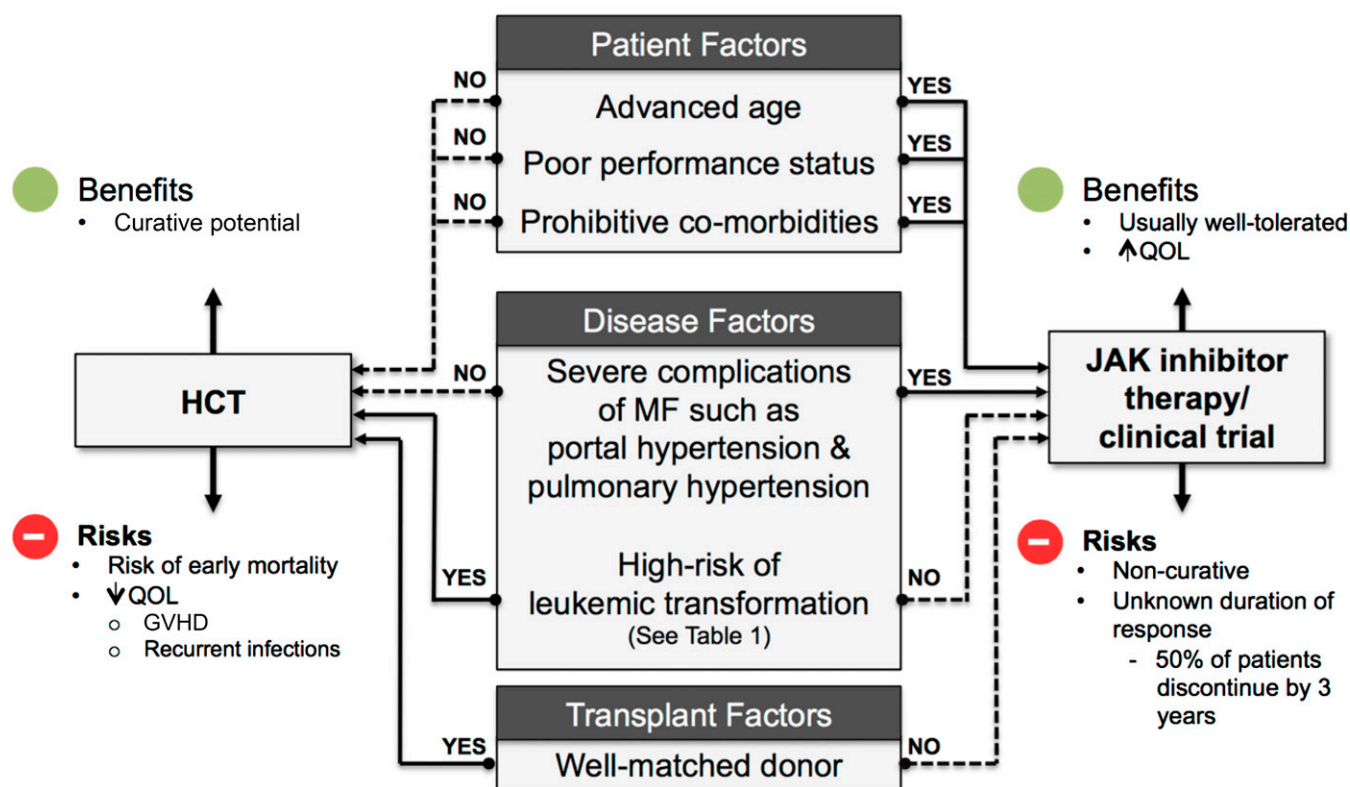 Patient Factors
NO
YES
Advanced age
NO
YES
Poor performance status
NO
YES
Prohibitive co-morbidities
Benefits
• Curative potential
Benefits
• Usually well-tolerated
• ↑QOL
Disease Factors
HCT
NO
YES
Severe complications
of MF such as
portal hypertension &
pulmonary hypertension
JAK inhibitor
therapy/
clinical trial
YES
NO
High-risk of
leukemic transformation
(See Table 1)
Risks
• Risk of early mortality
• ↓QOL
o GVHD
o Recurrent infections
Risks
• Non-curative
• Unknown duration of
response
- 50% of patients
discontinue by 3
years
Transplant Factors
YES
NO
Well-matched donor